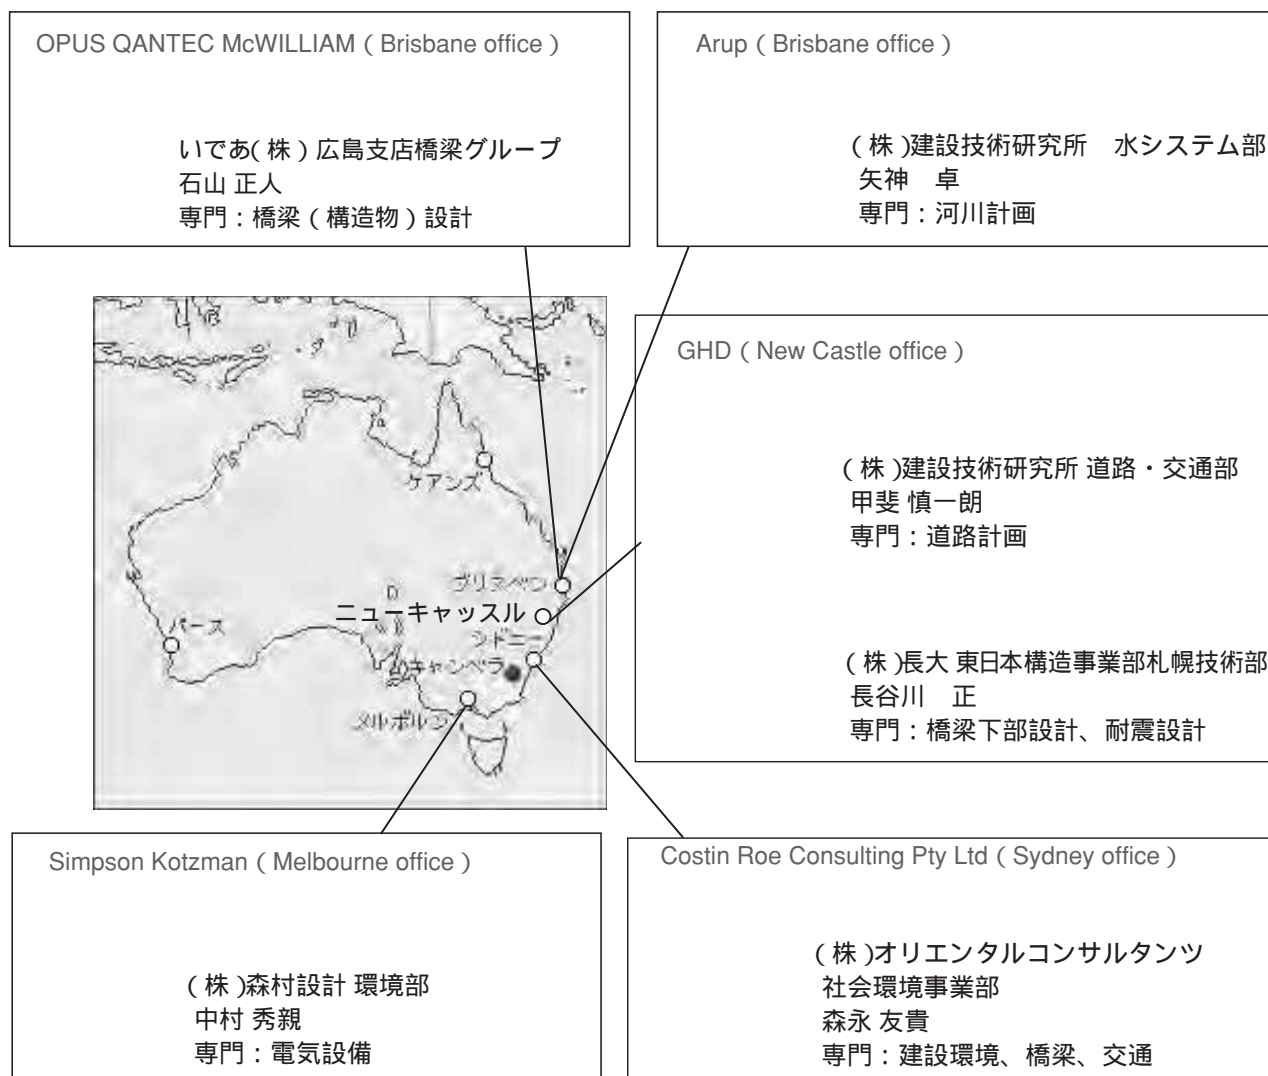 OPUS QANTEC McWILLIAM ( Brisbane office )
いであ( 株 ) 広島支店橋梁グループ
石山 正人
専門：橋梁 ( 構造物 ) 設計
Arup ( Brisbane office )
( 株 )建設技術研究所　水システム部
矢神　卓
専門：河川計画
GHD ( New Castle office )
( 株 )建設技術研究所 道路・交通部
甲斐 慎一朗
専門：道路計画
( 株 )長大 東日本構造事業部札幌技術部
長谷川　正
専門：橋梁下部設計、耐震設計
ケアンズ
ブリスベン
ニューキャッスル
パース
シドニー
キャンベラ
メルボルン
Simpson Kotzman ( Melbourne office )
( 株 )森村設計 環境部
中村 秀親
専門：電気設備
Costin Roe Consulting Pty Ltd ( Sydney office )
( 株 )オリエンタルコンサルタンツ
社会環境事業部
森永 友貴
専門：建設環境、橋梁、交通